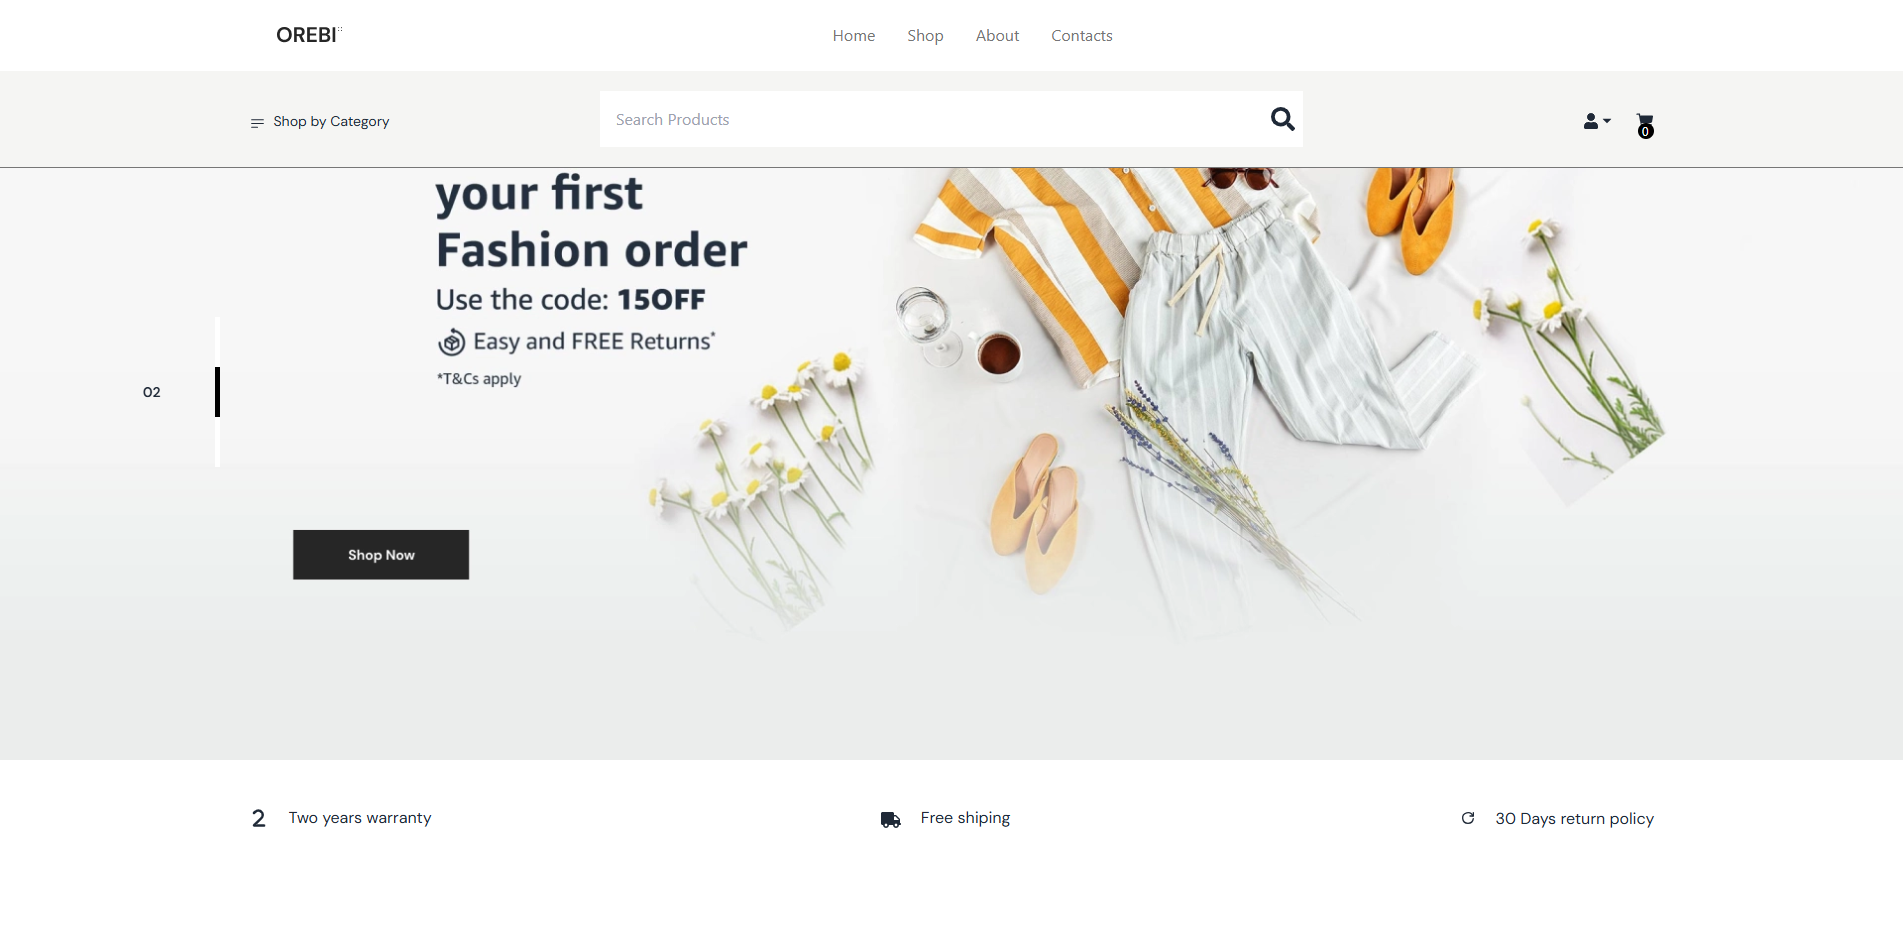 OREBI
Home Shop About Contacts
Shop by Category
Search Products
0
your first
Fashion order
Use the code: 15OFF
Easy and FREE Returns*
*T&Cs apply
02
Shop Now
2 Two years warranty
Free shiping
30 Days return policy